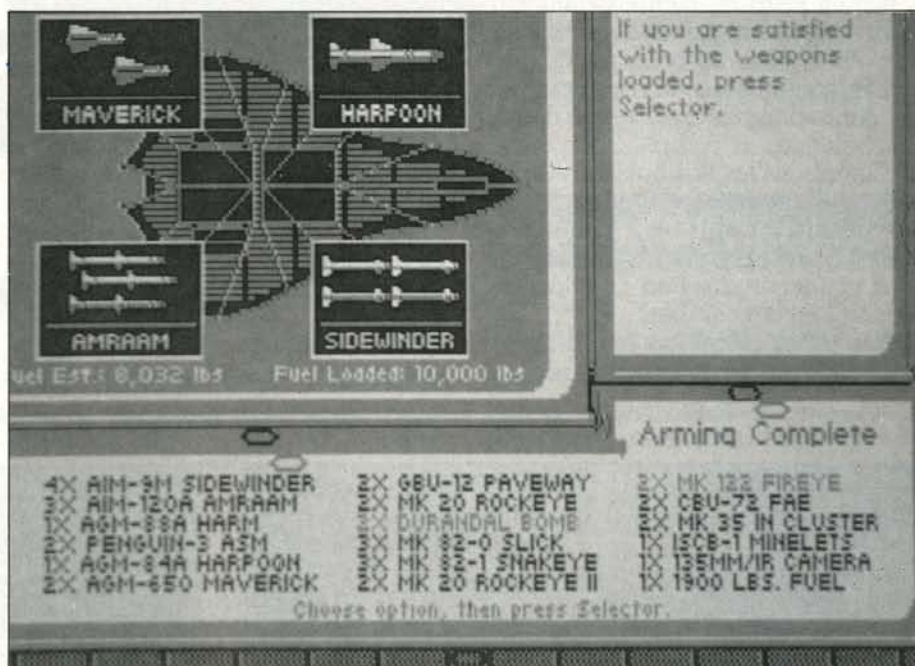 MAVERICK
HARPOON
AMRAAM
SIDEWINDER
uel Est.: 8,032 lbs
Fuel Loaded: 10,000 lbs
If you are satisfied
with the weapons
loaded, press
Selector.
Arming Complete
4X AIM-9M SIDEWINDER
3X AIM-120A AMRAAM
1X AGM-88A HARM
2X PENGUIN-3 ASM
1X AGM-84A HARPOON
2X AGM-650 MAVERICK
2X GBU-12 PAVEWAY
2X MK 20 ROCKEYE
DURANDAL BOMB
MK 82-0 SLICK
MK 82-1 SNAKEYE
2X MK 20 ROCKEYE II
2X MK 122 FIREYE
2X CBU-72 FAE
2X MK 35 IN CLUSTER
1X ISCB-1 MINELETS
1X 135MM/IR CAMERA
1X 1900 LBS. FUEL
Choose option, then press Selector.